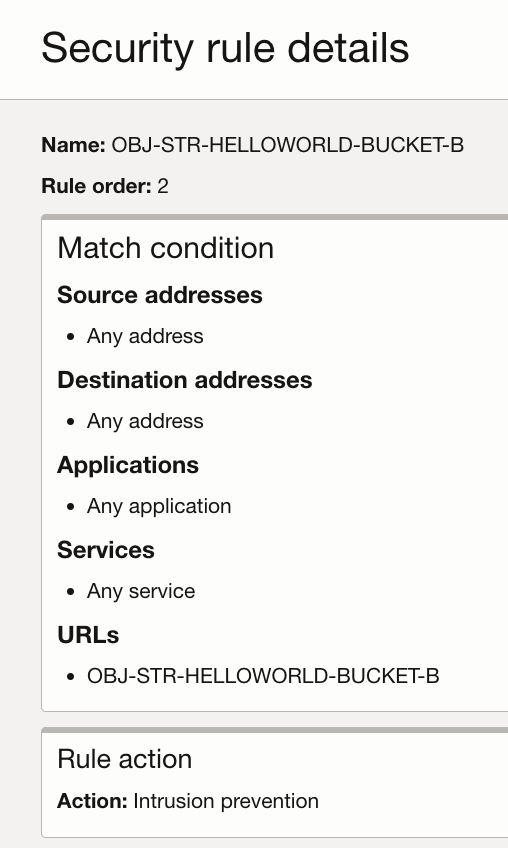 Security rule details
Name: OBJ-STR-HELLOWORLD-BUCKET-B
Rule order: 2
Match condition
Source addresses
• Any address
Destination addresses
• Any address
Applications
• Any application
Services
• Any service
URLs
• OBJ-STR-HELLOWORLD-BUCKET-B
Rule action
Action: Intrusion prevention